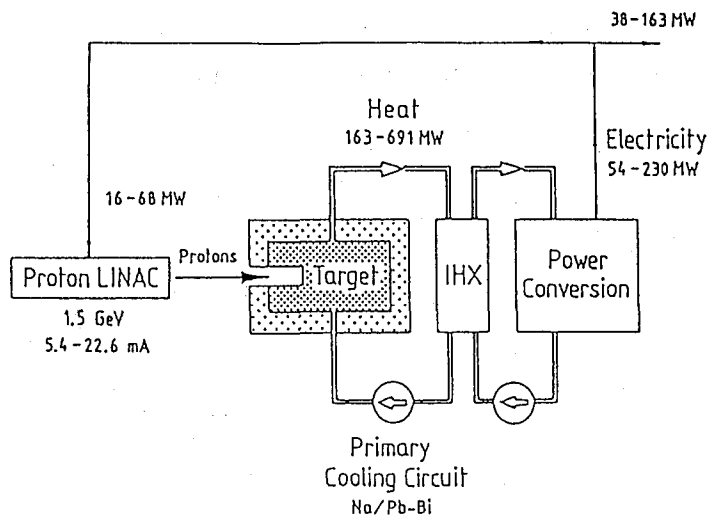 38-163 MW
Heat
163-691 MW
Electricity
54-230 MW
16-68 MW
Protons
Proton LINAC
Target
IHX
Power
Conversion
1.5 GeV
5.4-22.6 mA
Primary
Cooling Circuit
Na/Pb-Bi